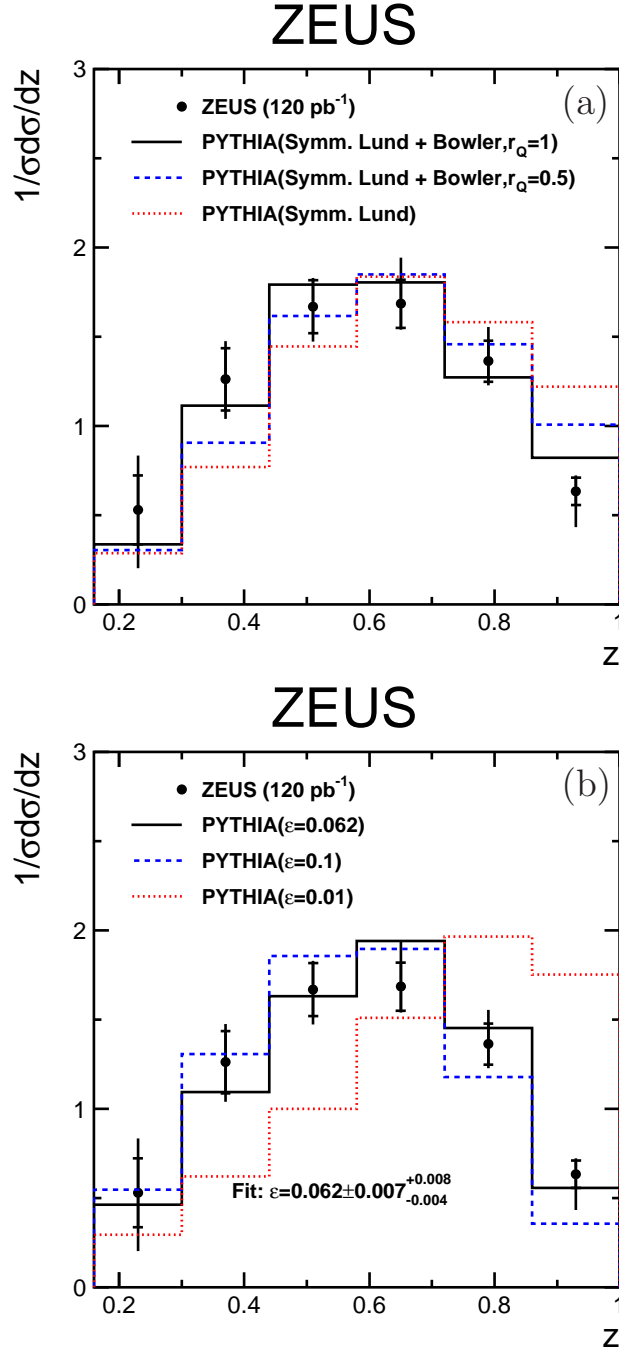 ZEUS
1/σdσ/dz
3
2
1
0
(a)
ZEUS (120 pb⁻¹)
PYTHIA(Symm. Lund + Bowler,r_Q=1)
PYTHIA(Symm. Lund + Bowler,r_Q=0.5)
PYTHIA(Symm. Lund)
0.2 0.4 0.6 0.8 1
z
ZEUS
1/σdσ/dz
3
2
1
0
(b)
ZEUS (120 pb⁻¹)
PYTHIA(ε=0.062)
PYTHIA(ε=0.1)
PYTHIA(ε=0.01)
Fit: ε=0.062±0.007+0.008 -0.004
0.2 0.4 0.6 0.8 1
z